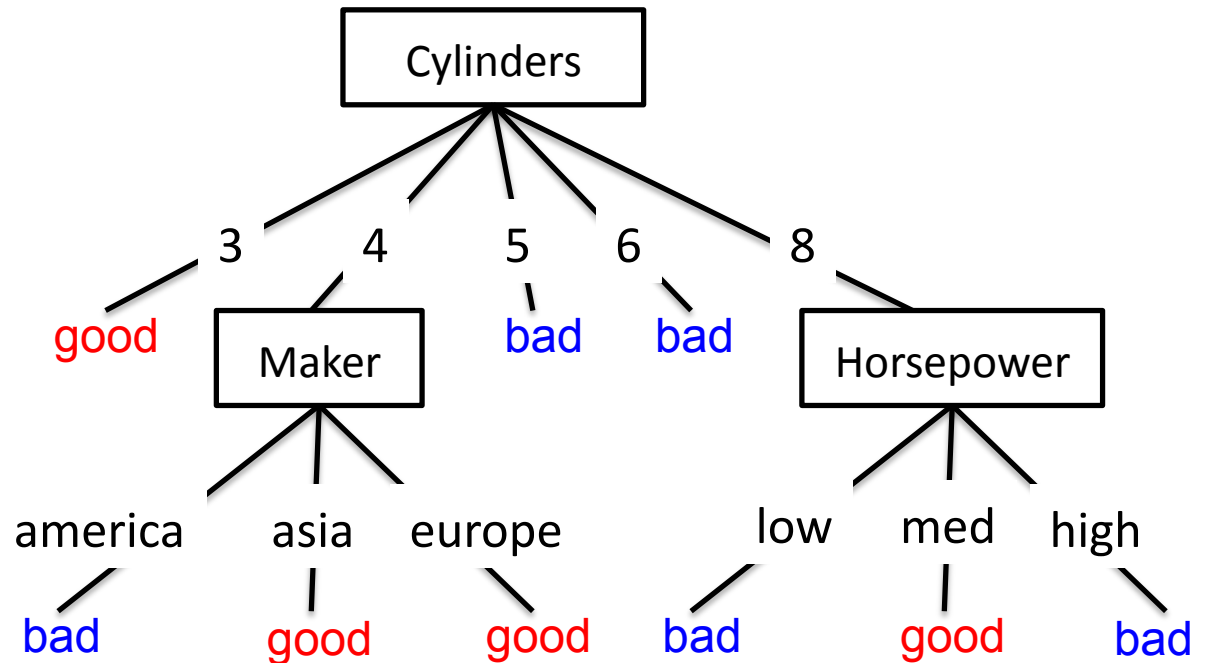 Cylinders
3 4 5 6 8
good Maker bad bad Horsepower
america asia europe low med high
bad good good bad good bad